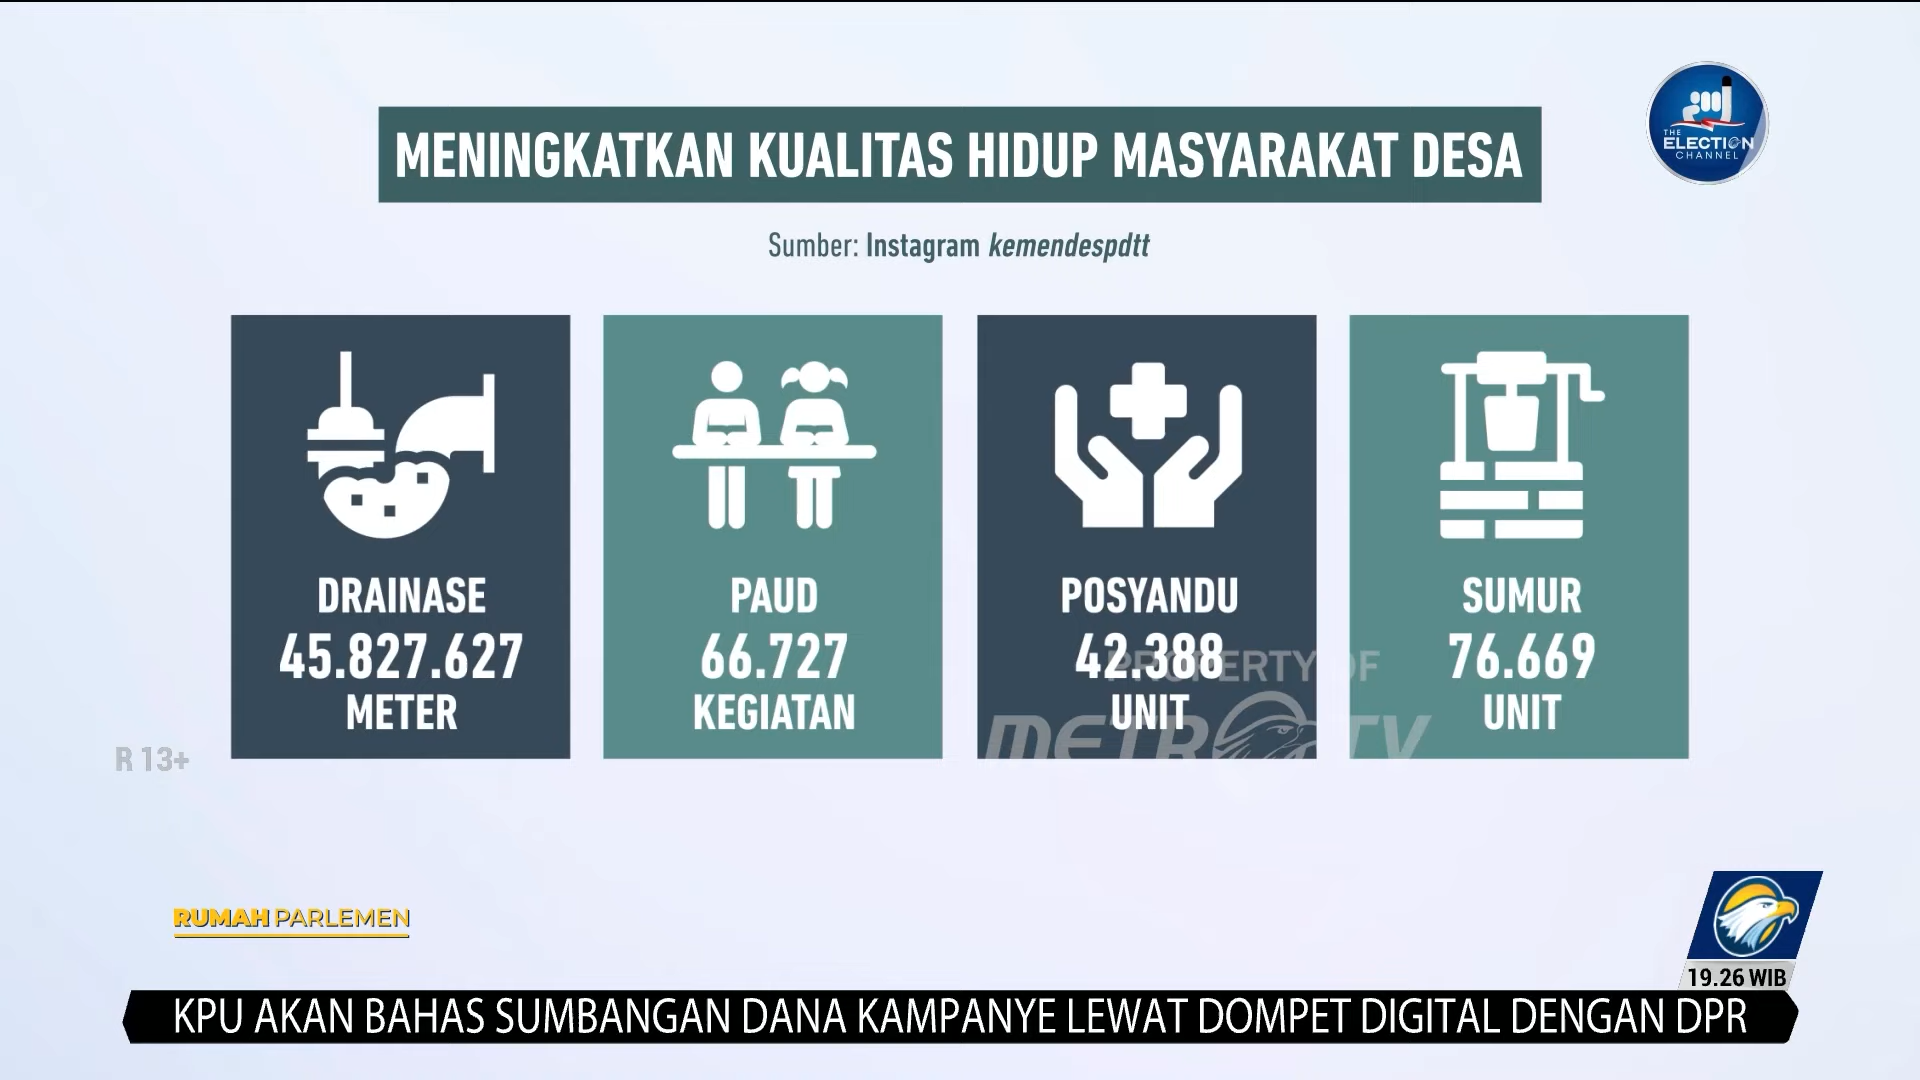 MENINGKATKAN KUALITAS HIDUP MASYARAKAT DESA
THE
ELECTION
CHANNEL
Sumber: Instagram kemendespdtt
DRAINASE
45.827.627
METER
PAUD
66.727
KEGIATAN
POSYANDU
42.388
UNIT
SUMUR
76.669
UNIT
PROPERTY OF
METRO TV
R 13+
RUMAH PARLEMEN
19.26 WIB
KPU AKAN BAHAS SUMBANGAN DANA KAMPANYE LEWAT DOMPET DIGITAL DENGAN DPR